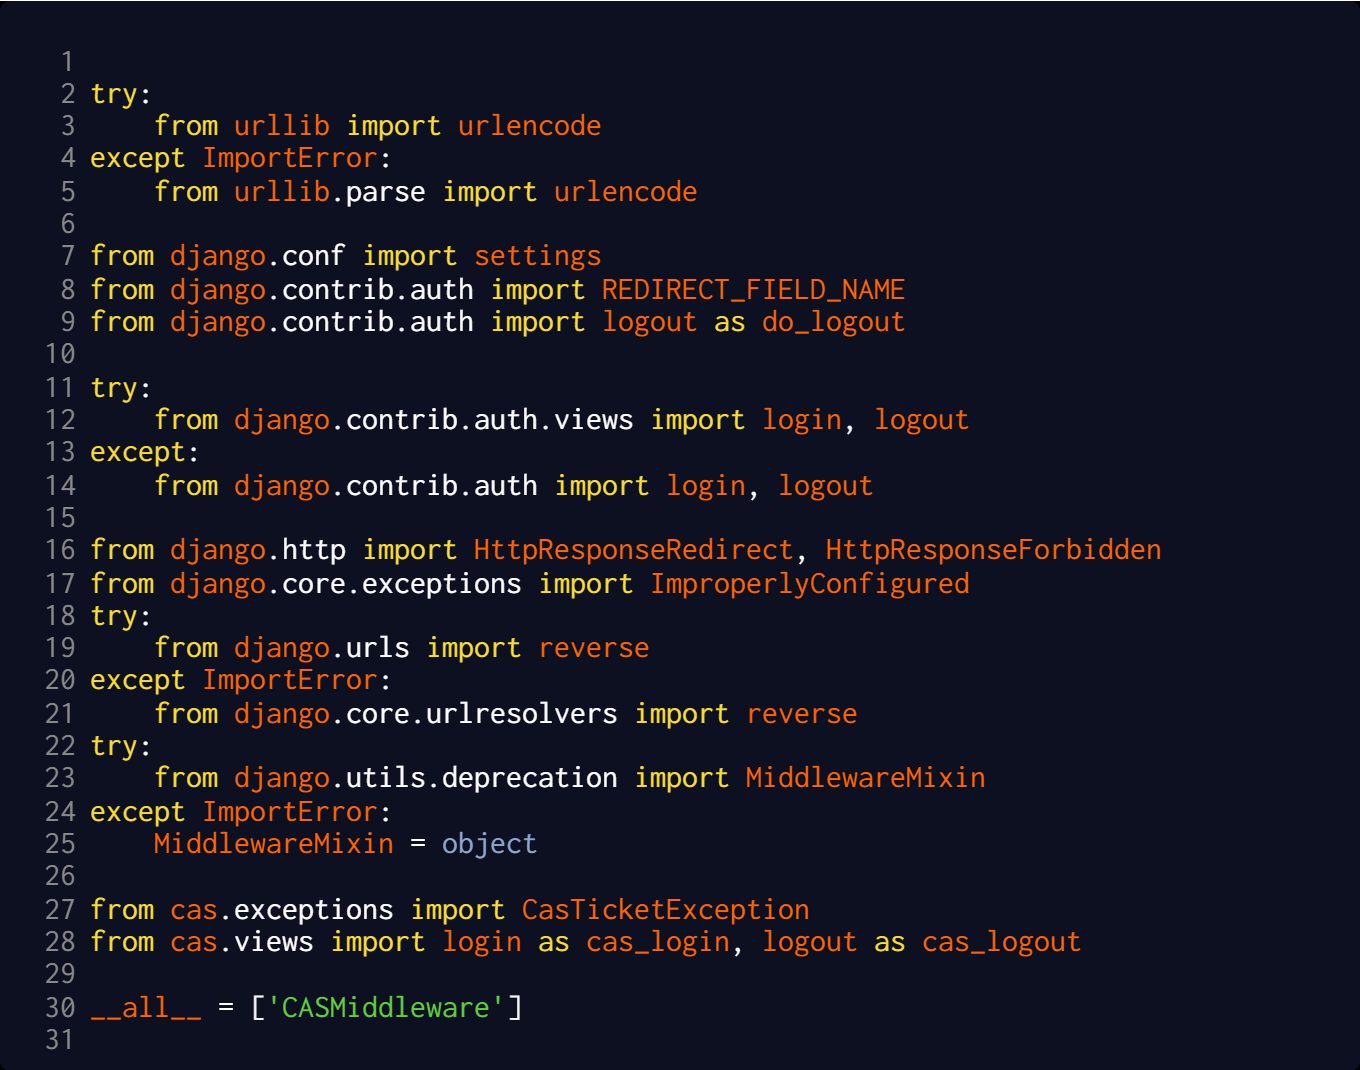 1
2 try:
3     from urllib import urlencode
4 except ImportError:
5     from urllib.parse import urlencode
6
7 from django.conf import settings
8 from django.contrib.auth import REDIRECT_FIELD_NAME
9 from django.contrib.auth import logout as do_logout
10
11 try:
12     from django.contrib.auth.views import login, logout
13 except:
14     from django.contrib.auth import login, logout
15
16 from django.http import HttpResponseRedirect, HttpResponseForbidden
17 from django.core.exceptions import ImproperlyConfigured
18 try:
19     from django.urls import reverse
20 except ImportError:
21     from django.core.urlresolvers import reverse
22 try:
23     from django.utils.deprecation import MiddlewareMixin
24 except ImportError:
25     MiddlewareMixin = object
26
27 from cas.exceptions import CasTicketException
28 from cas.views import login as cas_login, logout as cas_logout
29
30 __all__ = ['CASMiddleware']
31